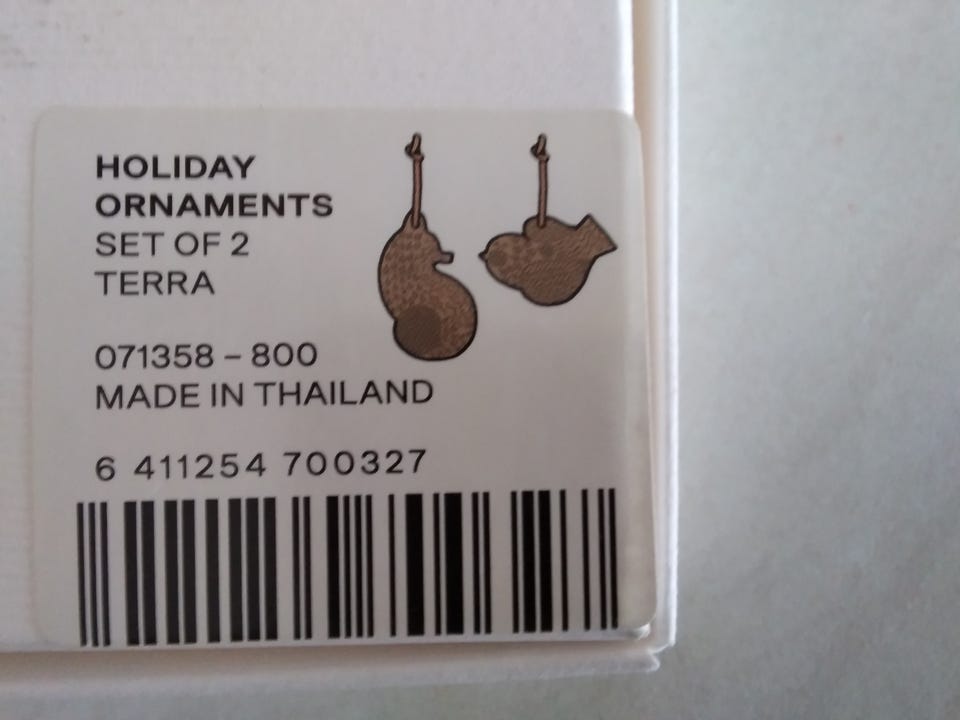 HOLIDAY
ORNAMENTS
SET OF 2
TERRA
071358 – 800
MADE IN THAILAND
6 411254 700327